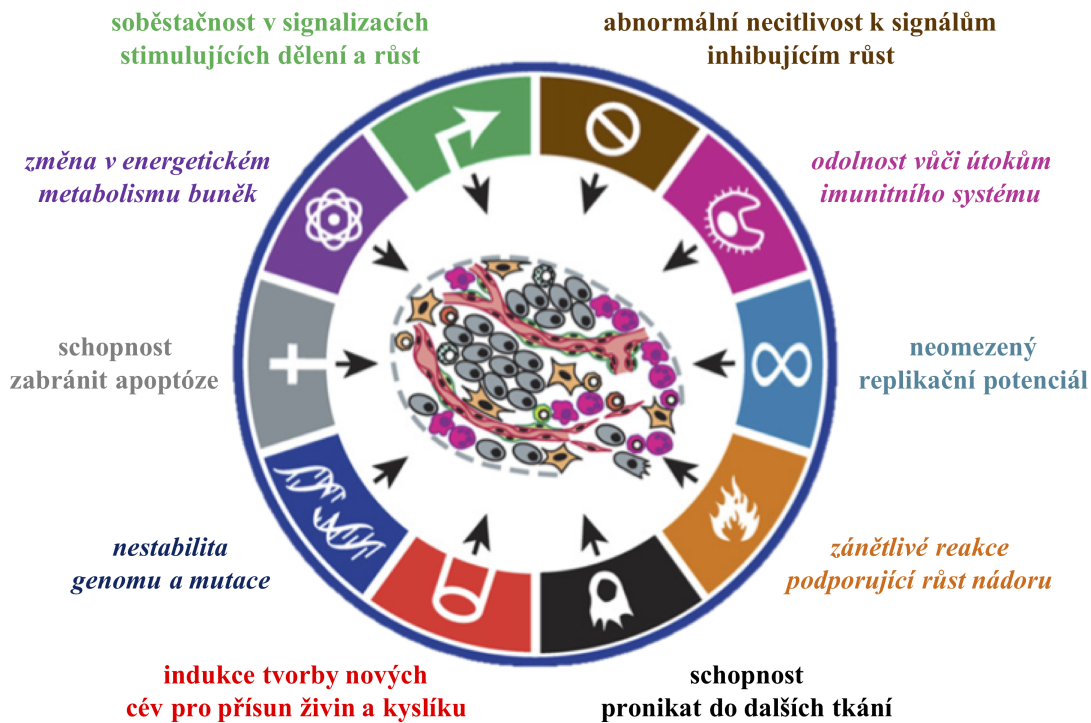 soběstačnost v signalizacích
stimulujících dělení a růst
abnormální necitlivost k signálům
inhibujícím růst
změna v energetickém
metabolismu buněk
odolnost vůči útokům
imunitního systému
schopnost
zabránit apoptóze
neomezený
replikační potenciál
nestabilita
genomu a mutace
zánětlivé reakce
podporující růst nádoru
indukce tvorby nových
cév pro přísun živin a kyslíku
schopnost
pronikat do dalších tkání